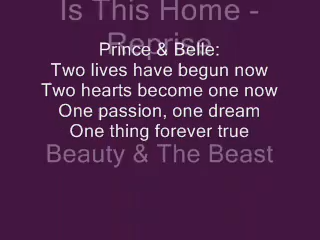 Is This Home -
Reprise
Prince & Belle:
Two lives have begun now
Two hearts become one now
One passion, one dream
One thing forever true
Beauty & The Beast